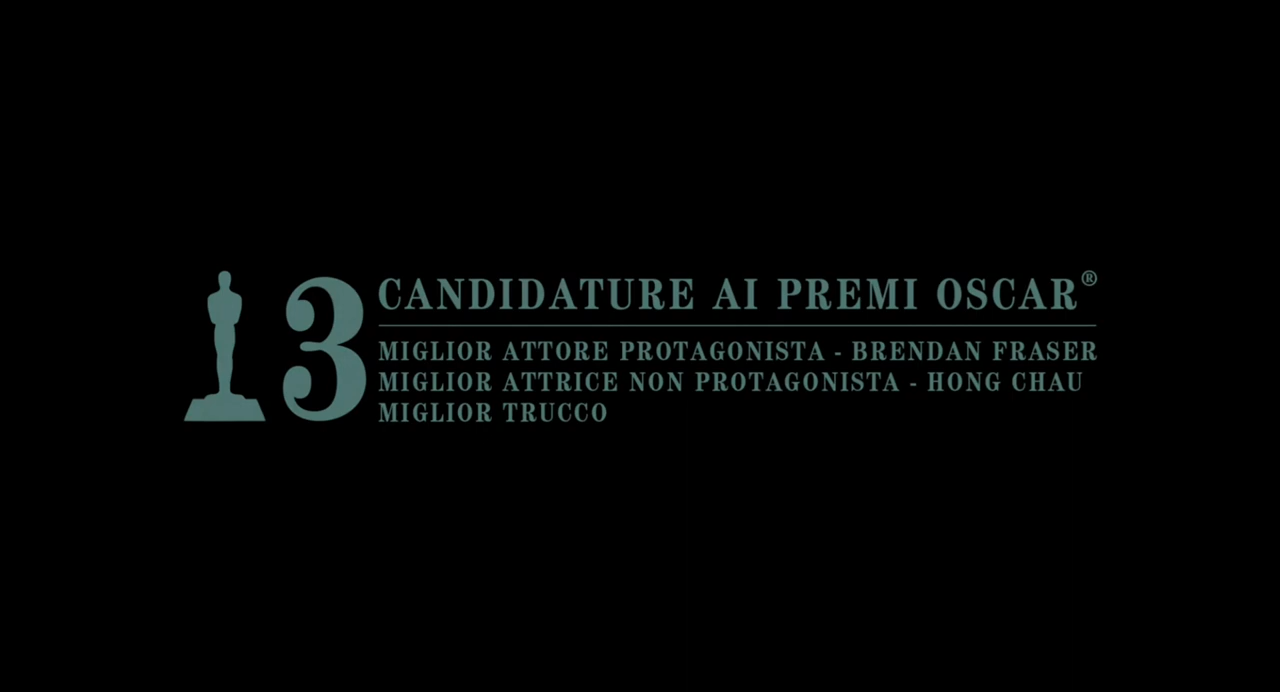 3 CANDIDATURE AI PREMI OSCAR®
MIGLIOR ATTORE PROTAGONISTA - BRENDAN FRASER
MIGLIOR ATTRICE NON PROTAGONISTA - HONG CHAU
MIGLIOR TRUCCO